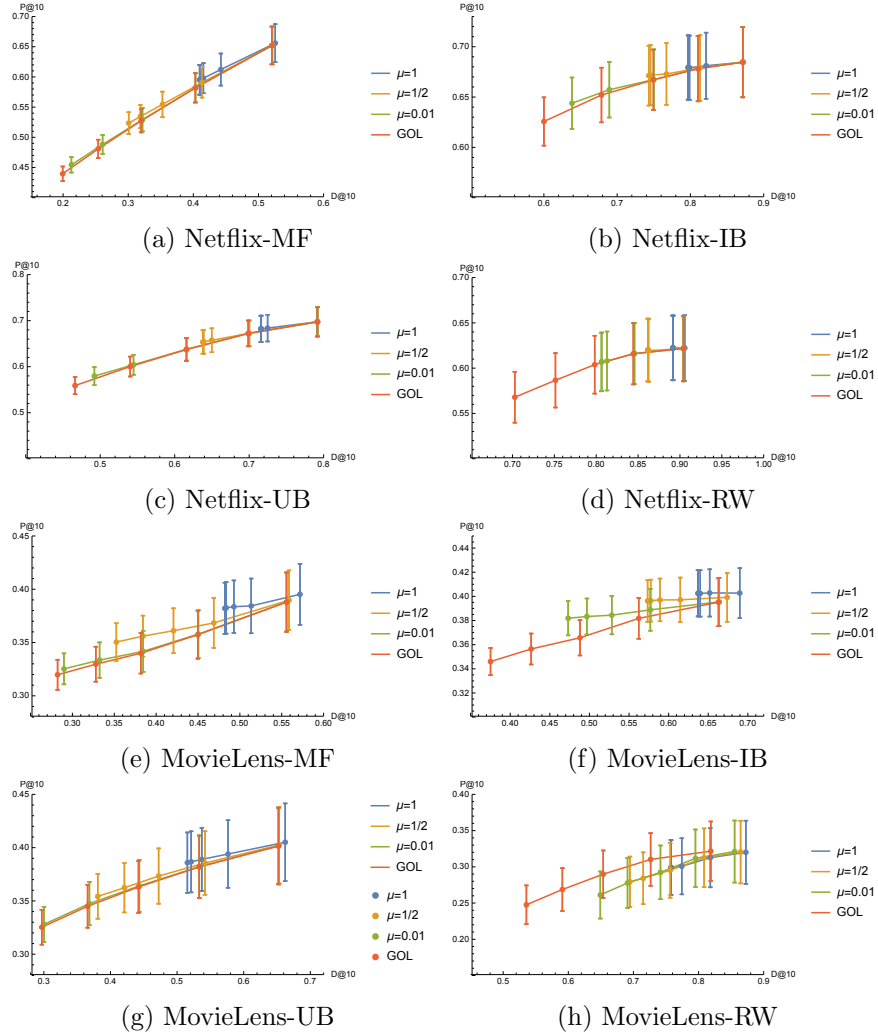 P@10
0.70
0.65
0.60
0.55
0.50
0.45
0.2 0.3 0.4 0.5 0.6
D@10
μ=1
μ=1/2
μ=0.01
GOL
(a) Netflix-MF
P@10
0.70
0.65
0.60
0.6 0.7 0.8 0.9
D@10
μ=1
μ=1/2
μ=0.01
GOL
(b) Netflix-IB
P@10
0.8
0.7
0.6
0.5
0.5 0.6 0.7 0.8
D@10
μ=1
μ=1/2
μ=0.01
GOL
(c) Netflix-UB
P@10
0.70
0.65
0.60
0.55
0.70 0.75 0.80 0.85 0.90 0.95 1.00
D@10
μ=1
μ=1/2
μ=0.01
GOL
(d) Netflix-RW
P@10
0.45
0.40
0.35
0.30
0.30 0.35 0.40 0.45 0.50 0.55 0.60
D@10
μ=1
μ=1/2
μ=0.01
GOL
(e) MovieLens-MF
P@10
0.44
0.42
0.40
0.38
0.36
0.34
0.32
0.40 0.45 0.50 0.55 0.60 0.65 0.70
D@10
μ=1
μ=1/2
μ=0.01
GOL
(f) MovieLens-IB
P@10
0.45
0.40
0.35
0.30
0.3 0.4 0.5 0.6 0.7
D@10
μ=1
μ=1/2
μ=0.01
GOL
μ=1
μ=1/2
μ=0.01
GOL
(g) MovieLens-UB
P@10
0.40
0.35
0.30
0.25
0.20
0.5 0.6 0.7 0.8 0.9
D@10
μ=1
μ=1/2
μ=0.01
GOL
(h) MovieLens-RW